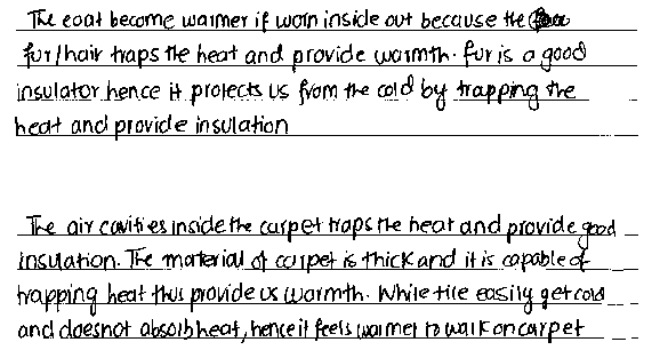 The coat become warmer if worn inside out because the
fur/hair traps the heat and provide warmth. fur is a good
insulator hence it protects us from the cold by trapping the
heat and provide insulation
The air cavities inside the carpet traps the heat and provide good
insulation. The material of carpet is thick and it is capable of
trapping heat thus provide us warmth. While tile easily get cold
and does not absorb heat, hence it feels warmer to walk on carpet